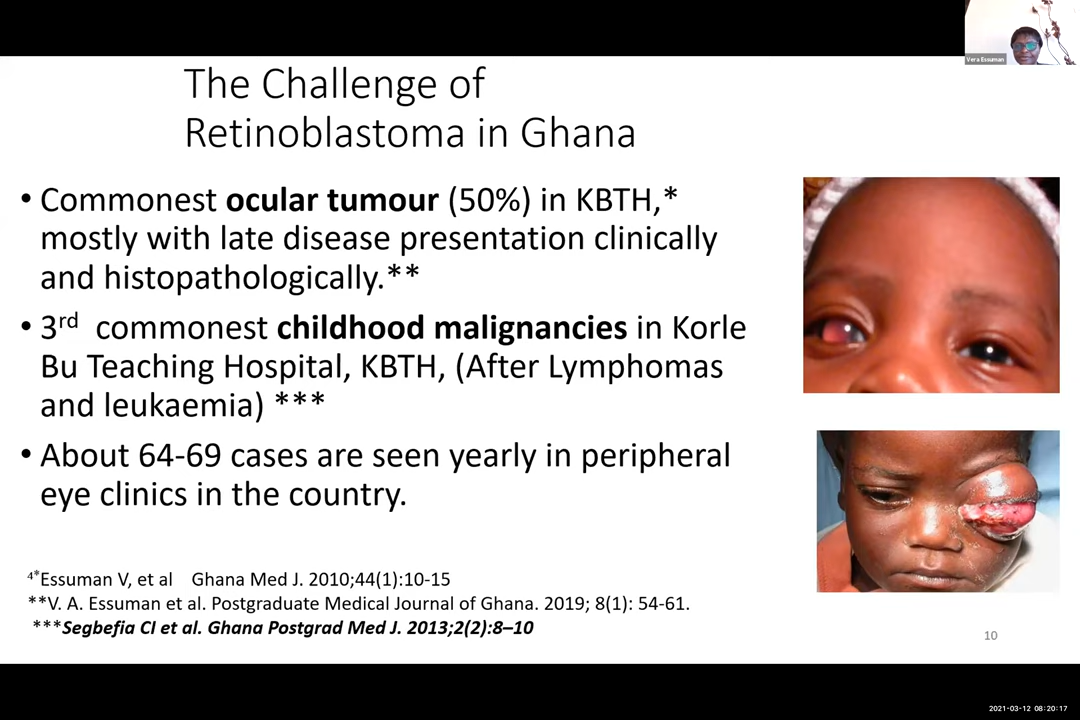 Vera Essuman
The Challenge of
Retinoblastoma in Ghana
• Commonest ocular tumour (50%) in KBTH,*
mostly with late disease presentation clinically
and histopathologically.**
• 3rd commonest childhood malignancies in Korle
Bu Teaching Hospital, KBTH, (After Lymphomas
and leukaemia) ***
• About 64-69 cases are seen yearly in peripheral
eye clinics in the country.
4*Essuman V, et al Ghana Med J. 2010;44(1):10-15
**V. A. Essuman et al. Postgraduate Medical Journal of Ghana. 2019; 8(1): 54-61.
***Segbefia CI et al. Ghana Postgrad Med J. 2013;2(2):8–10
10
2021-03-12 08:20:17